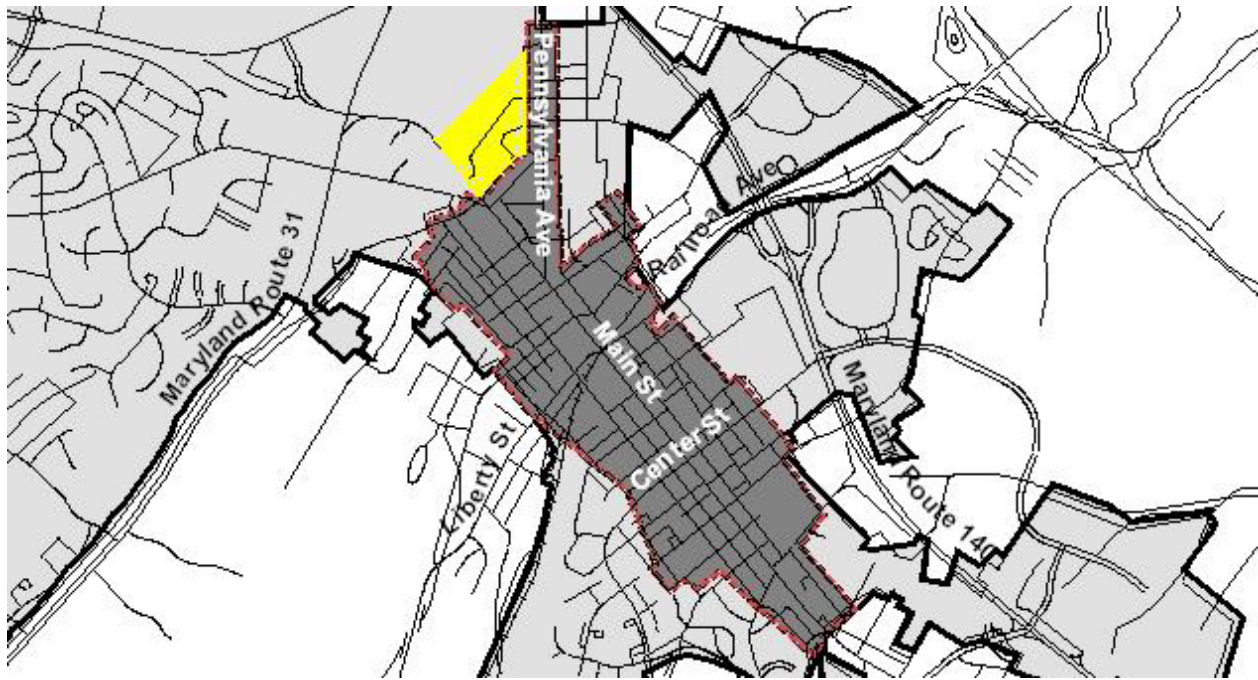 Pennsylvania Ave
Maryland Route 31
Railroad Ave
Main St
Center St
Liberty St
Maryland Route 140